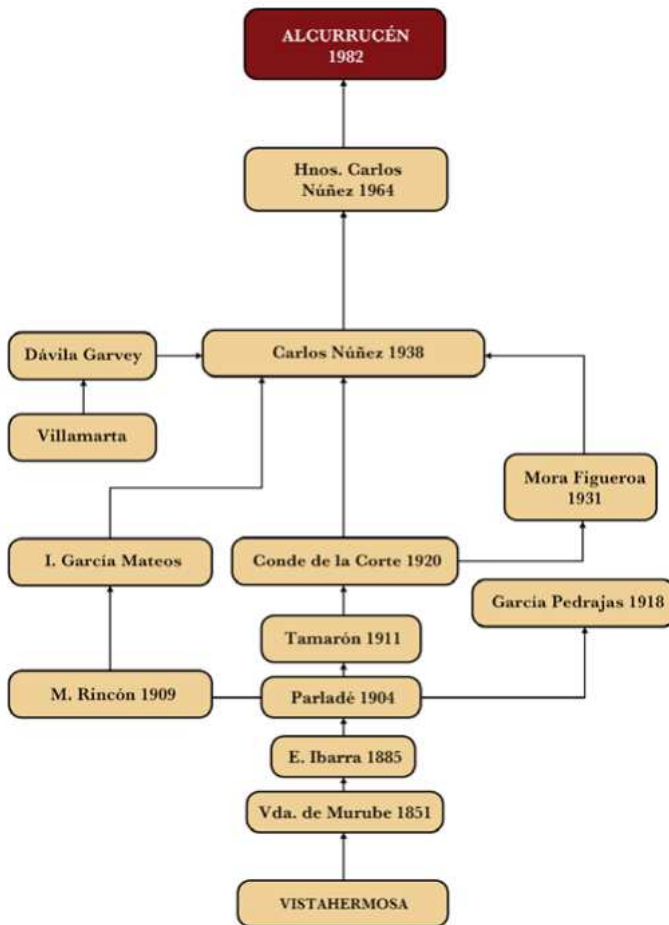 ALCURRUCÉN
1982
Hnos. Carlos
Núñez 1964
Dávila Garvey
Carlos Núñez 1938
Villamarta
Mora Figueroa
1931
I. García Mateos
Conde de la Corte 1920
García Pedrajas 1918
Tamarón 1911
M. Rincón 1909
Parladé 1904
E. Ibarra 1885
Vda. de Murube 1851
VISTAHERMOSA